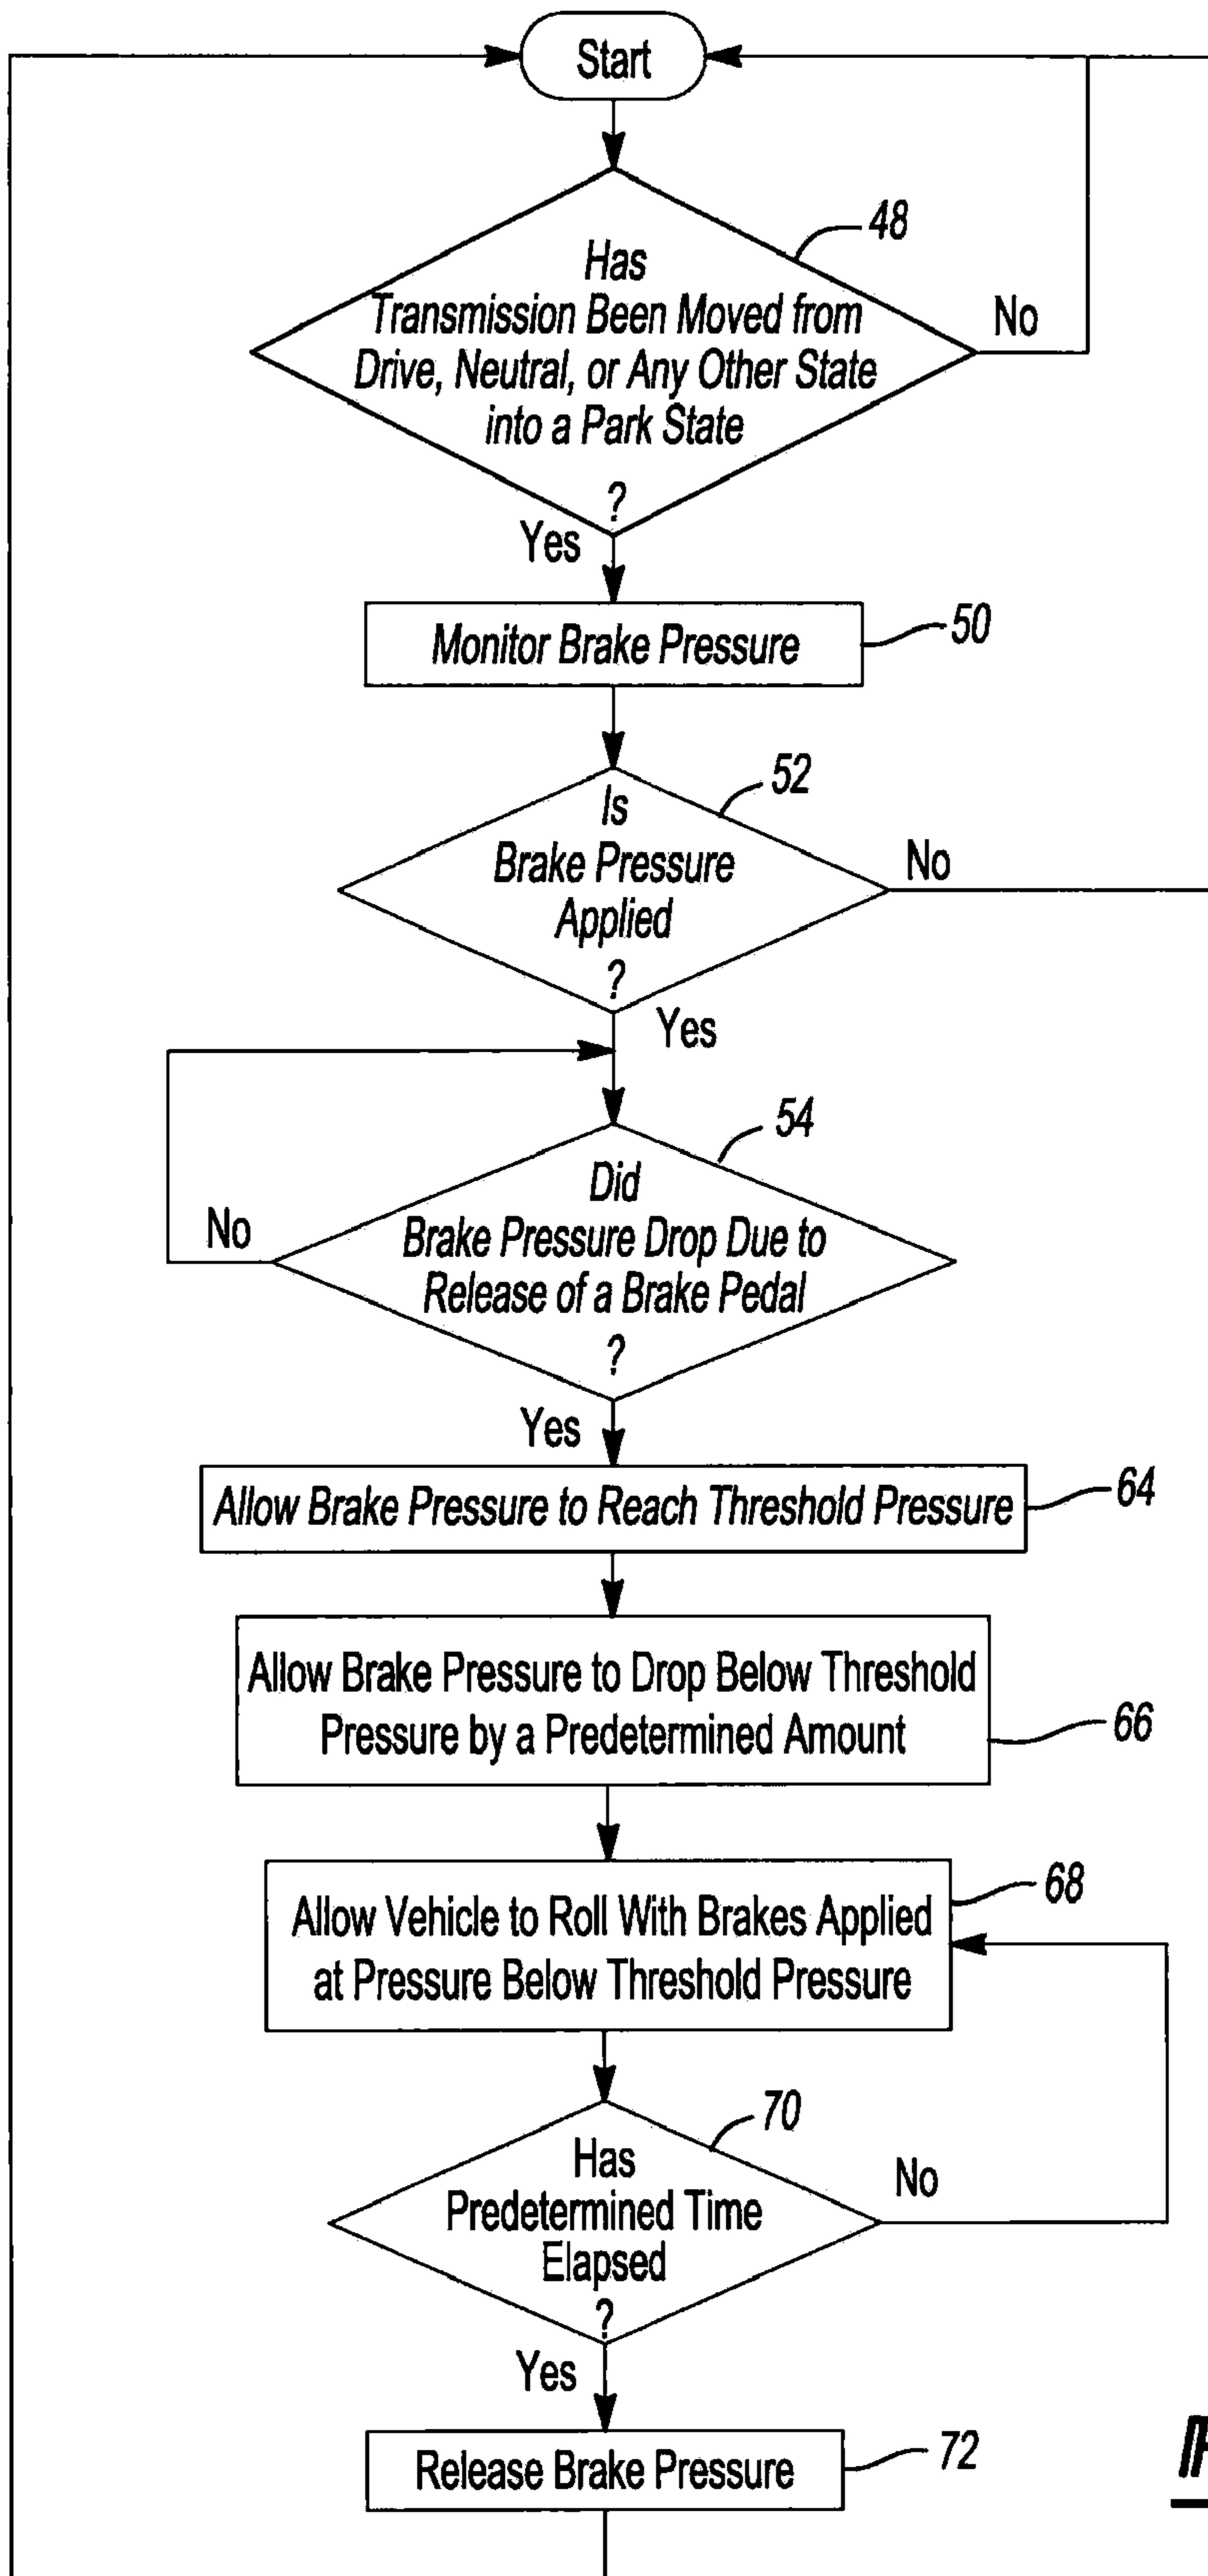 Start
48
Has
Transmission Been Moved from
Drive, Neutral, or Any Other State
into a Park State
?
No
Yes
Monitor Brake Pressure
50
52
Is
Brake Pressure
Applied
?
No
Yes
54
Did
Brake Pressure Drop Due to
Release of a Brake Pedal
?
No
Yes
Allow Brake Pressure to Reach Threshold Pressure
64
Allow Brake Pressure to Drop Below Threshold
Pressure by a Predetermined Amount
66
68
Allow Vehicle to Roll With Brakes Applied
at Pressure Below Threshold Pressure
70
Has
Predetermined Time
Elapsed
?
No
Yes
Release Brake Pressure
72